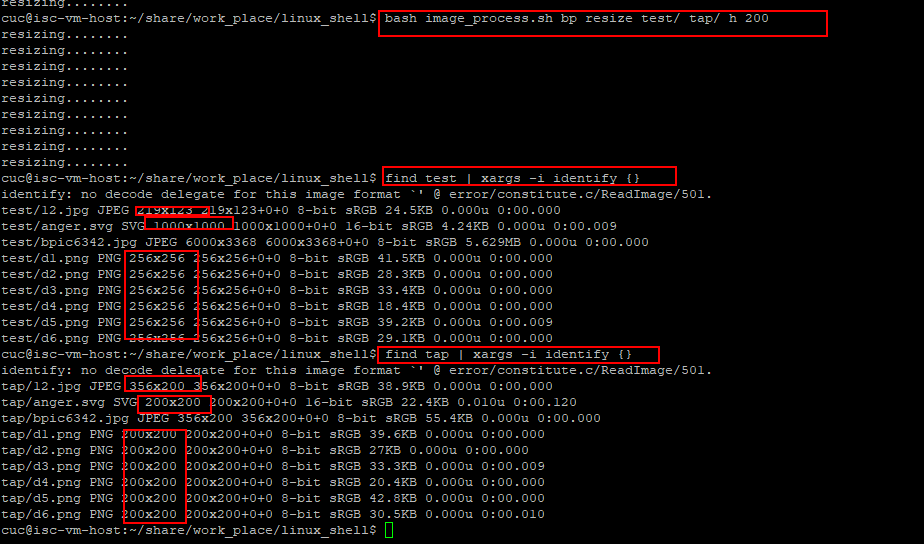 resizing........
cuc@isc-vm-host:~/share/work_place/linux_shell$ bash image_process.sh bp resize test/ tap/ h 200
resizing........
resizing........
resizing........
resizing........
resizing........
resizing........
resizing........
resizing........
resizing........
cuc@isc-vm-host:~/share/work_place/linux_shell$ find test | xargs -i identify {}
identify: no decode delegate for this image format `' @ error/constitute.c/ReadImage/501.
test/12.jpg JPEG 219x123 219x123+0+0 8-bit sRGB 24.5KB 0.000u 0:00.000
test/anger.svg SVG 1000x1000 1000x1000+0+0 16-bit sRGB 4.24KB 0.000u 0:00.009
test/bpic6342.jpg JPEG 6000x3368 6000x3368+0+0 8-bit sRGB 5.629MB 0.000u 0:00.000
test/d1.png PNG 256x256 256x256+0+0 8-bit sRGB 41.5KB 0.000u 0:00.000
test/d2.png PNG 256x256 256x256+0+0 8-bit sRGB 28.3KB 0.000u 0:00.000
test/d3.png PNG 256x256 256x256+0+0 8-bit sRGB 33.4KB 0.000u 0:00.000
test/d4.png PNG 256x256 256x256+0+0 8-bit sRGB 18.4KB 0.000u 0:00.000
test/d5.png PNG 256x256 256x256+0+0 8-bit sRGB 39.2KB 0.000u 0:00.009
test/d6.png PNG 256x256 256x256+0+0 8-bit sRGB 29.1KB 0.000u 0:00.000
cuc@isc-vm-host:~/share/work_place/linux_shell$ find tap | xargs -i identify {}
identify: no decode delegate for this image format `' @ error/constitute.c/ReadImage/501.
tap/12.jpg JPEG 356x200 356x200+0+0 8-bit sRGB 38.9KB 0.000u 0:00.000
tap/anger.svg SVG 200x200 200x200+0+0 16-bit sRGB 22.4KB 0.010u 0:00.120
tap/bpic6342.jpg JPEG 356x200 356x200+0+0 8-bit sRGB 55.4KB 0.000u 0:00.000
tap/d1.png PNG 200x200 200x200+0+0 8-bit sRGB 39.6KB 0.000u 0:00.000
tap/d2.png PNG 200x200 200x200+0+0 8-bit sRGB 27KB 0.000u 0:00.000
tap/d3.png PNG 200x200 200x200+0+0 8-bit sRGB 33.3KB 0.000u 0:00.009
tap/d4.png PNG 200x200 200x200+0+0 8-bit sRGB 20.4KB 0.000u 0:00.000
tap/d5.png PNG 200x200 200x200+0+0 8-bit sRGB 42.8KB 0.000u 0:00.000
tap/d6.png PNG 200x200 200x200+0+0 8-bit sRGB 30.5KB 0.000u 0:00.010
cuc@isc-vm-host:~/share/work_place/linux_shell$